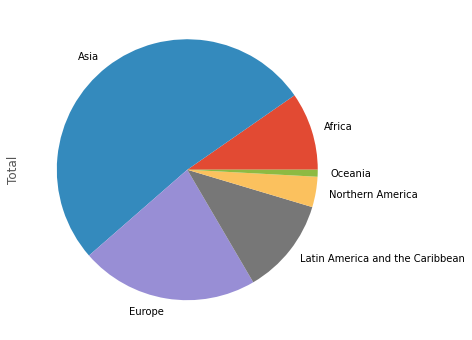 Asia
Africa
Total
Oceania
Northern America
Latin America and the Caribbean
Europe